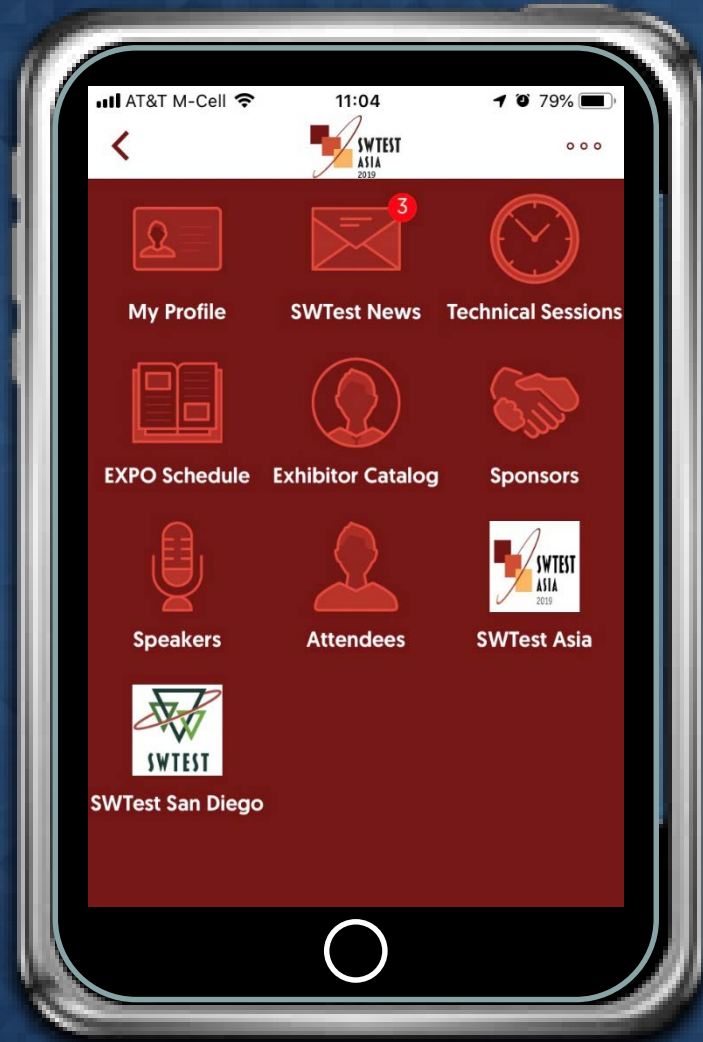 AT&T M-Cell 11:04 79%
SWTEST
ASIA
2019
3
My Profile SWTest News Technical Sessions
EXPO Schedule Exhibitor Catalog Sponsors
SWTEST
ASIA
2019
Speakers Attendees SWTest Asia
SWTEST
SWTest San Diego